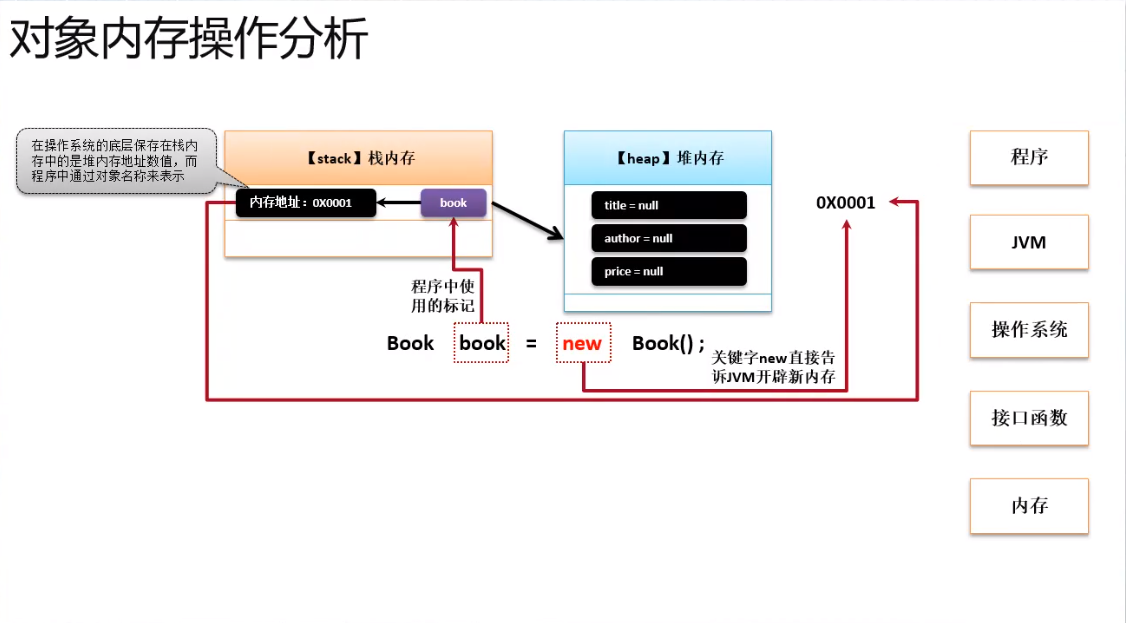 对象内存操作分析
在操作系统的底层保存在栈内
存中的是堆内存地址数值，而
程序中通过对象名称来表示
【stack】栈内存
内存地址：0X0001
book
【heap】堆内存
title = null
author = null
price = null
0X0001
程序中使
用的标记
Book book = new Book() ;
关键字new直接告
诉JVM开辟新内存
程序
JVM
操作系统
接口函数
内存